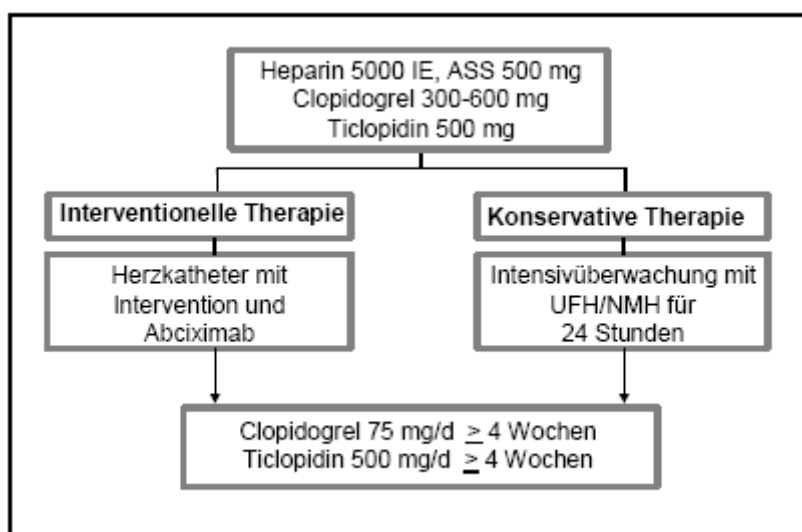 Heparin 5000 IE, ASS 500 mg
Clopidogrel 300-600 mg
Ticlopidin 500 mg
Interventionelle Therapie
Konservative Therapie
Herzkatheter mit
Intervention und
Abciximab
Intensivüberwachung mit
UFH/NMH für
24 Stunden
Clopidogrel 75 mg/d ≥ 4 Wochen
Ticlopidin 500 mg/d ≥ 4 Wochen